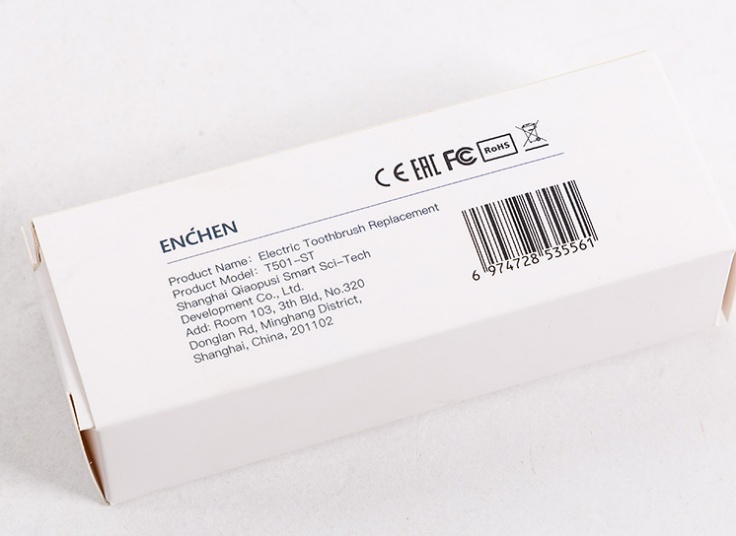 CE EAC FC RoHS
ENĆHEN
Product Name: Electric Toothbrush Replacement
Product Model: T501-ST
Shanghai Qiaopusi Smart Sci-Tech
Development Co., Ltd.
Add: Room 103, 3th Bld, No.320
Donglan Rd, Minghang District,
Shanghai, China, 201102
6 974728 535561